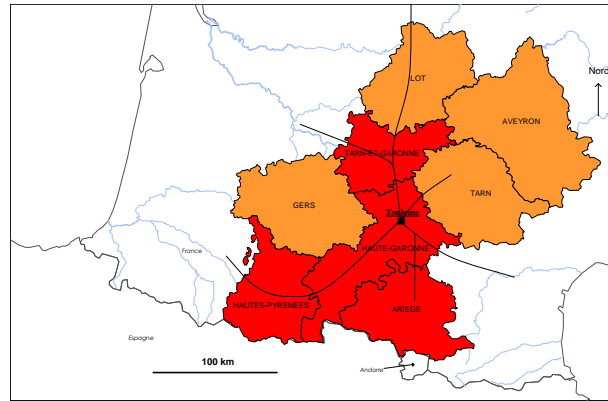 LOT
Nord
AVEYRON
TARN-ET-GARONNE
TARN
GERS
Toulouse
HAUTE-GARONNE
France
HAUTES-PYRENEES
ARIEGE
Espagne
100 km
Andorre